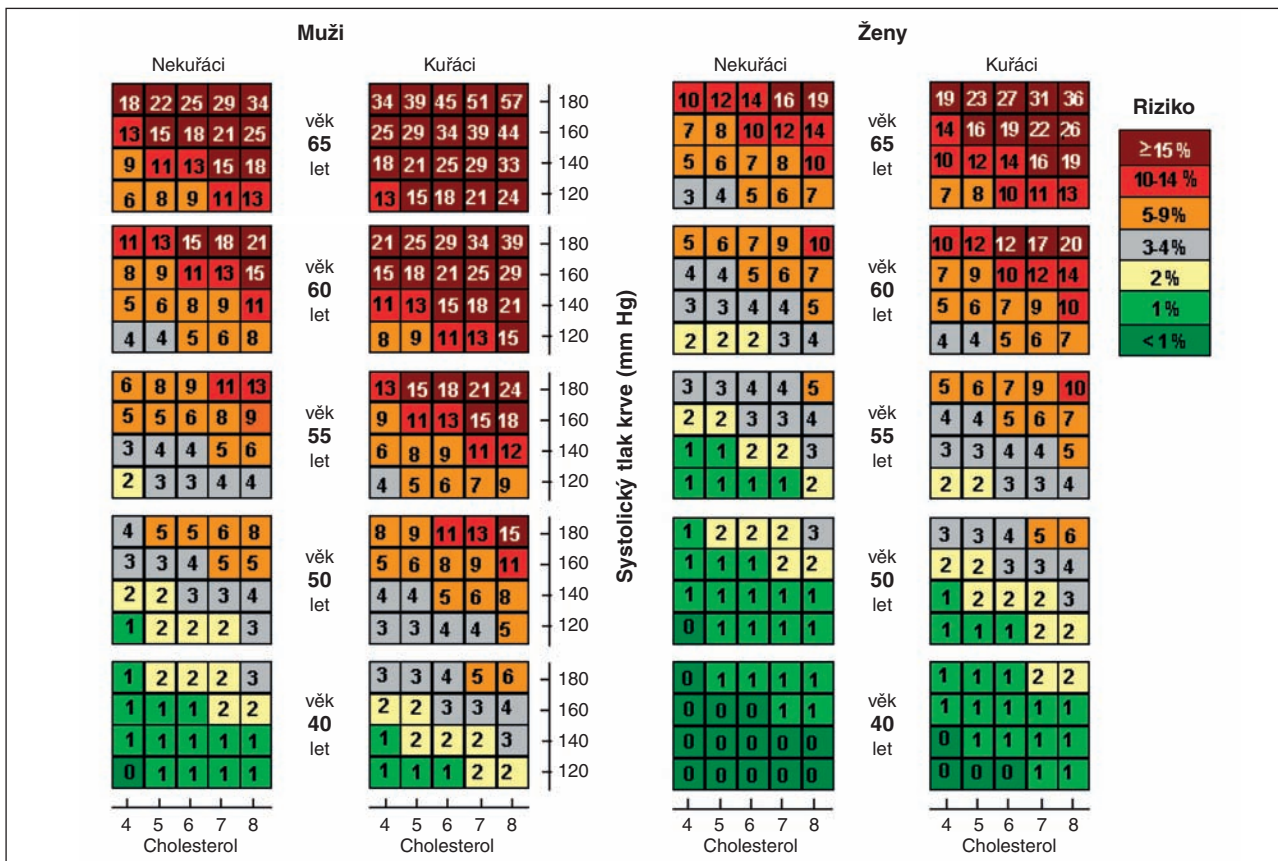 Muži Ženy
Nekuřáci Kuřáci Nekuřáci Kuřáci
18 22 25 29 34 34 39 45 51 57 180 10 12 14 16 19 19 23 27 31 36 Riziko
13 15 18 21 25 věk 25 29 34 39 44 160 7 8 10 12 14 věk 14 16 19 22 26 ≥15 %
9 11 13 15 18 65 18 21 25 29 33 140 5 6 7 8 10 65 10 12 14 16 19 10-14 %
6 8 9 11 13 let 13 15 18 21 24 120 3 4 5 6 7 let 7 8 10 11 13 5-9%
11 13 15 18 21 21 25 29 34 39 180 5 6 7 9 10 10 12 12 17 20 3-4%
8 9 11 13 15 věk 15 18 21 25 29 160 4 4 5 6 7 věk 7 9 10 12 14 2 %
5 6 8 9 11 60 11 13 15 18 21 140 3 3 4 4 5 60 5 6 7 9 10 1 %
4 4 5 6 8 let 8 9 11 13 15 120 2 2 2 3 4 let 4 4 5 6 7 <1 %
Systolický tlak krve (mm Hg)
6 8 9 11 13 13 15 18 21 24 180 3 3 4 4 5 5 6 7 9 10
5 5 6 8 9 věk 9 11 13 15 18 160 2 2 3 3 4 věk 4 4 5 6 7
3 4 4 5 6 55 6 8 9 11 12 140 1 1 2 2 3 55 3 3 4 4 5
2 3 3 4 4 let 4 5 6 7 9 120 1 1 1 1 2 let 2 2 3 3 4
4 5 5 6 8 8 9 11 13 15 180 1 2 2 2 3 3 3 4 5 6
3 3 4 5 5 věk 5 6 8 9 11 160 1 1 1 2 2 věk 2 2 3 3 4
2 2 3 3 4 50 4 4 5 6 8 140 1 1 1 1 1 50 1 2 2 2 3
1 2 2 2 3 let 3 3 4 4 5 120 0 1 1 1 1 let 1 1 1 2 2
1 2 2 2 3 3 3 4 5 6 180 0 1 1 1 1 1 1 1 2 2
1 1 1 2 2 věk 2 2 3 3 4 160 0 0 0 1 1 věk 1 1 1 1 1
1 1 1 1 1 40 1 2 2 2 3 140 0 0 0 0 0 40 0 1 1 1 1
0 1 1 1 1 let 1 1 1 2 2 120 0 0 0 0 0 let 0 0 0 1 1
4 5 6 7 8 4 5 6 7 8 4 5 6 7 8 4 5 6 7 8
Cholesterol Cholesterol Cholesterol Cholesterol